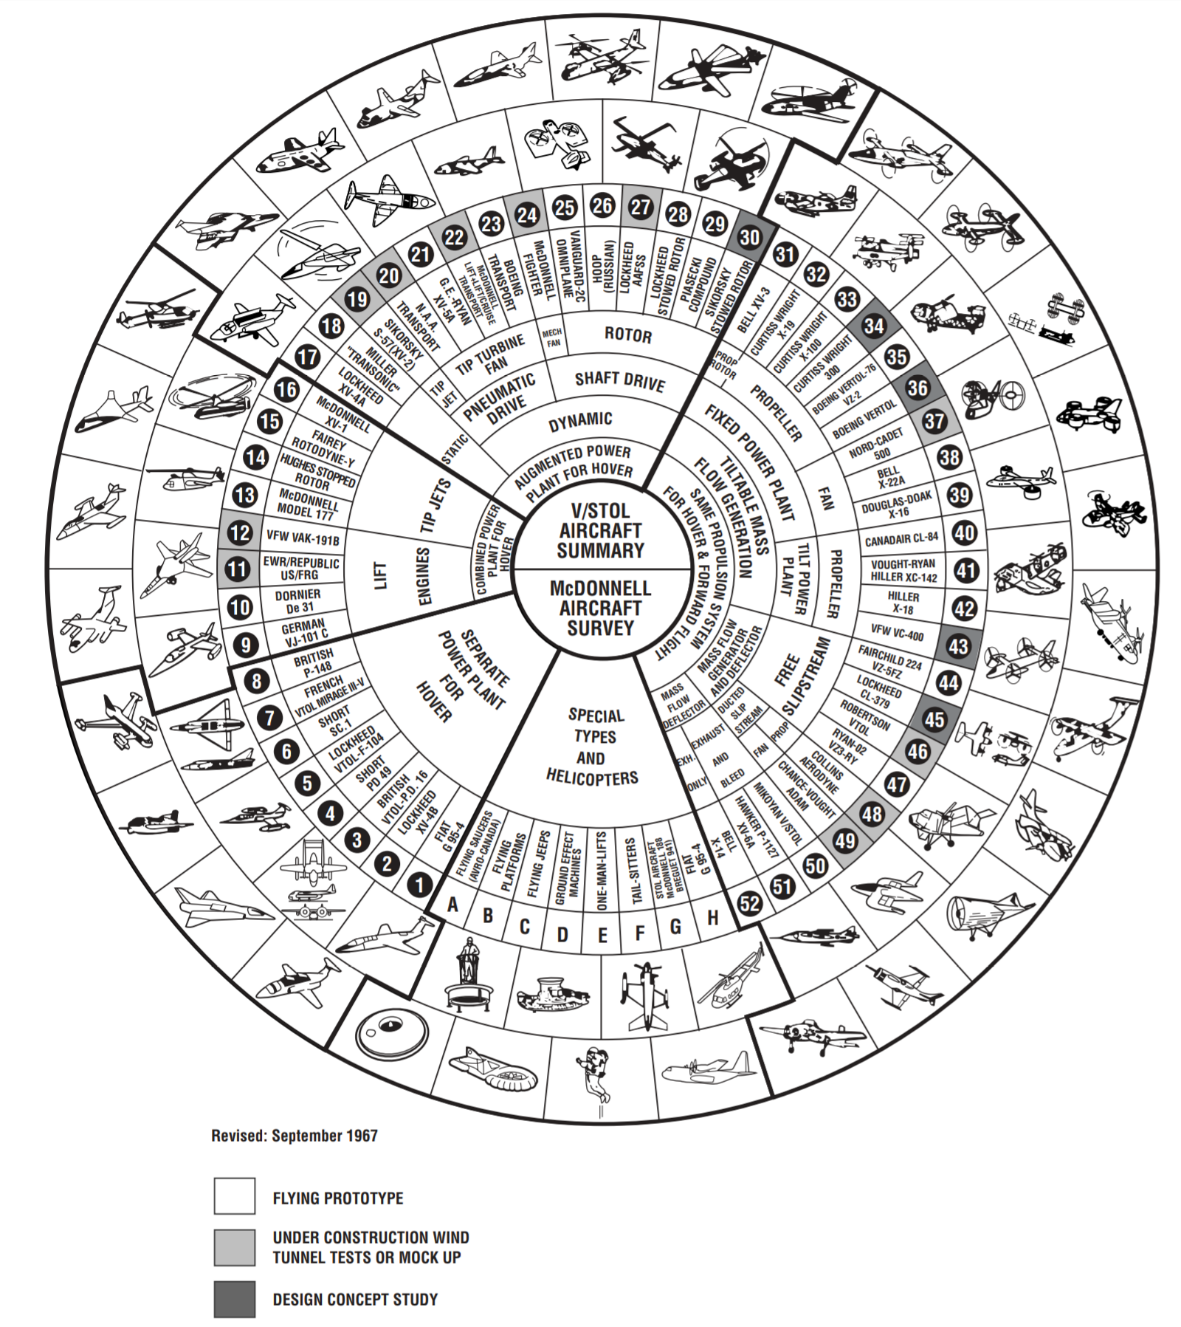 V/STOL
AIRCRAFT
SUMMARY
McDONNELL
AIRCRAFT
SURVEY
AUGMENTED POWER
PLANT FOR HOVER
DYNAMIC
STATIC
PNEUMATIC
DRIVE
SHAFT DRIVE
TIP
JET
TIP TURBINE
FAN
MECH
FAN
ROTOR
SAME PROPULSION SYSTEM
FOR HOVER & FORWARD FLIGHT
TILTABLE MASS
FLOW GENERATION
FIXED POWER PLANT
PROP
ROTOR
PROPELLER
FAN
TILT POWER
PLANT
PROPELLER
MASS FLOW
GENERATOR
AND DEFLECTOR
FREE
SLIPSTREAM
DUCTED
SLIP
STREAM
PROP
FAN
MASS
FLOW
DEFLECTOR
EXHAUST
AND
BLEED
EXH.
ONLY
SPECIAL
TYPES
AND
HELICOPTERS
SEPARATE
POWER PLANT
FOR
HOVER
COMBINED POWER
PLANT FOR
HOVER
LIFT
ENGINES
TIP JETS
1
FIAT
G 95-4
2
LOCKHEED
XV-4B
3
BRITISH
VTOL-P.D. 16
4
SHORT
PD 49
5
LOCKHEED
VTOL-F-104
6
SHORT
SC.1
7
FRENCH
VTOL MIRAGE III-V
8
BRITISH
P-148
9
GERMAN
VJ-101 C
10
DORNIER
De 31
11
EWR/REPUBLIC
US/FRG
12
VFW VAK-191B
13
McDONNELL
MODEL 177
14
HUGHES STOPPED
ROTOR
15
FAIREY
ROTODYNE-Y
16
McDONNELL
XV-1
17
LOCKHEED
XV-4A
18
MILLER
"TRANSONIC"
19
SIKORSKY
S-57(XV-2)
20
N.A.A.
TRANSPORT
21
G.E.-RYAN
XV-5A
22
McDONNELL
LIFT+LIFT/CRUISE
TRANSPORT
23
BOEING
TRANSPORT
24
McDONNELL
FIGHTER
25
VANGUARD-2C
OMNIPLANE
26
HOOP
(RUSSIAN)
27
LOCKHEED
AAFSS
28
LOCKHEED
STOWED ROTOR
29
PIASECKI
COMPOUND
30
SIKORSKY
STOWED ROTOR
31
BELL XV-3
32
CURTISS WRIGHT
X-19
33
CURTISS WRIGHT
X-100
34
CURTISS WRIGHT
300
35
BOEING VERTOL-76
VZ-2
36
BOEING VERTOL
37
NORD-CADET
500
38
BELL
X-22A
39
DOUGLAS-DOAK
X-16
40
CANADAIR CL-84
41
VOUGHT-RYAN
HILLER XC-142
42
HILLER
X-18
43
VFW VC-400
44
FAIRCHILD 224
VZ-5FZ
45
LOCKHEED
CL-379
46
ROBERTSON
VTOL
47
RYAN-02
VZ3-RY
48
COLLINS
AERODYNE
49
CHANCE-VOUGHT
ADAM
50
MIKOYAN V/STOL
51
HAWKER P-1127
XV-6A
52
BELL
X-14
A
FLYING SAUCERS
(AVRO-CANADA)
B
FLYING
PLATFORMS
C
FLYING JEEPS
D
GROUND EFFECT
MACHINES
E
ONE-MAN-LIFTS
F
TAIL-SITTERS
G
STOL AIRCRAFT
McDONNELL 188
BREGUET 941)
H
FIAT
G 95-4
Revised: September 1967
FLYING PROTOTYPE
UNDER CONSTRUCTION WIND
TUNNEL TESTS OR MOCK UP
DESIGN CONCEPT STUDY